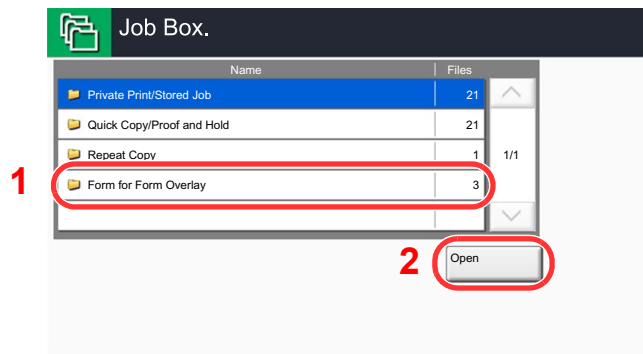 Job Box.
Name Files
Private Print/Stored Job 21
Quick Copy/Proof and Hold 21
Repeat Copy 1 1/1
1 Form for Form Overlay 3
2 Open